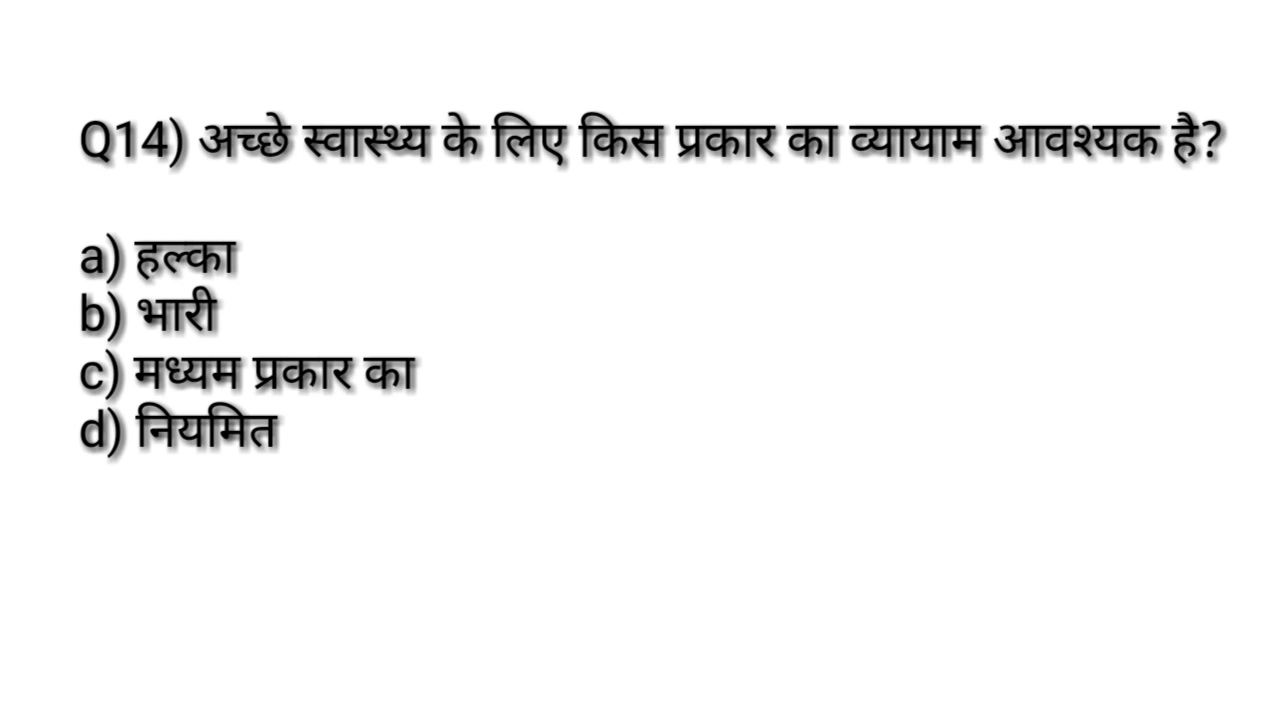 Q14) अच्छे स्वास्थ्य के लिए किस प्रकार का व्यायाम आवश्यक है?
a) हल्का
b) भारी
c) मध्यम प्रकार का
d) नियमित